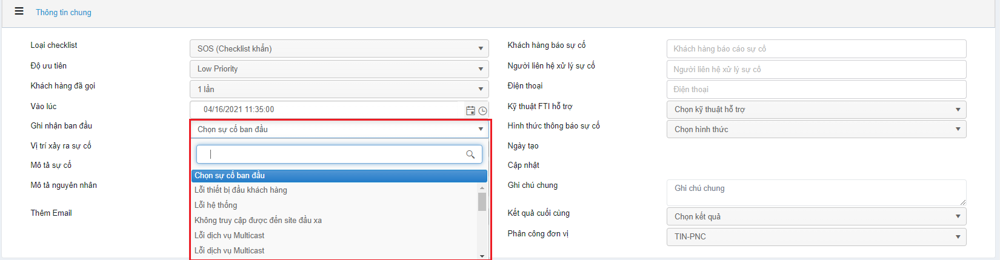 Thông tin chung
Loại checklist
SOS (Checklist khẩn)
Độ ưu tiên
Low Priority
Khách hàng đã gọi
1 lần
Vào lúc
04/16/2021 11:35:00
Ghi nhận ban đầu
Chọn sự cố ban đầu
Vị trí xảy ra sự cố
Mô tả sự cố
Chọn sự cố ban đầu
Mô tả nguyên nhân
Lỗi thiết bị đầu khách hàng
Lỗi hệ thống
Thêm Email
Không truy cập được đến site đầu xa
Lỗi dịch vụ Multicast
Lỗi dịch vụ Multicast
Khách hàng báo sự cố
Khách hàng báo cáo sự cố
Người liên hệ xử lý sự cố
Người liên hệ xử lý sự cố
Điện thoại
Điện thoại
Kỹ thuật FTI hỗ trợ
Chọn kỹ thuật hỗ trợ
Hình thức thông báo sự cố
Chọn hình thức
Ngày tạo
Cập nhật
Ghi chú chung
Ghi chú chung
Kết quả cuối cùng
Chọn kết quả
Phân công đơn vị
TIN-PNC